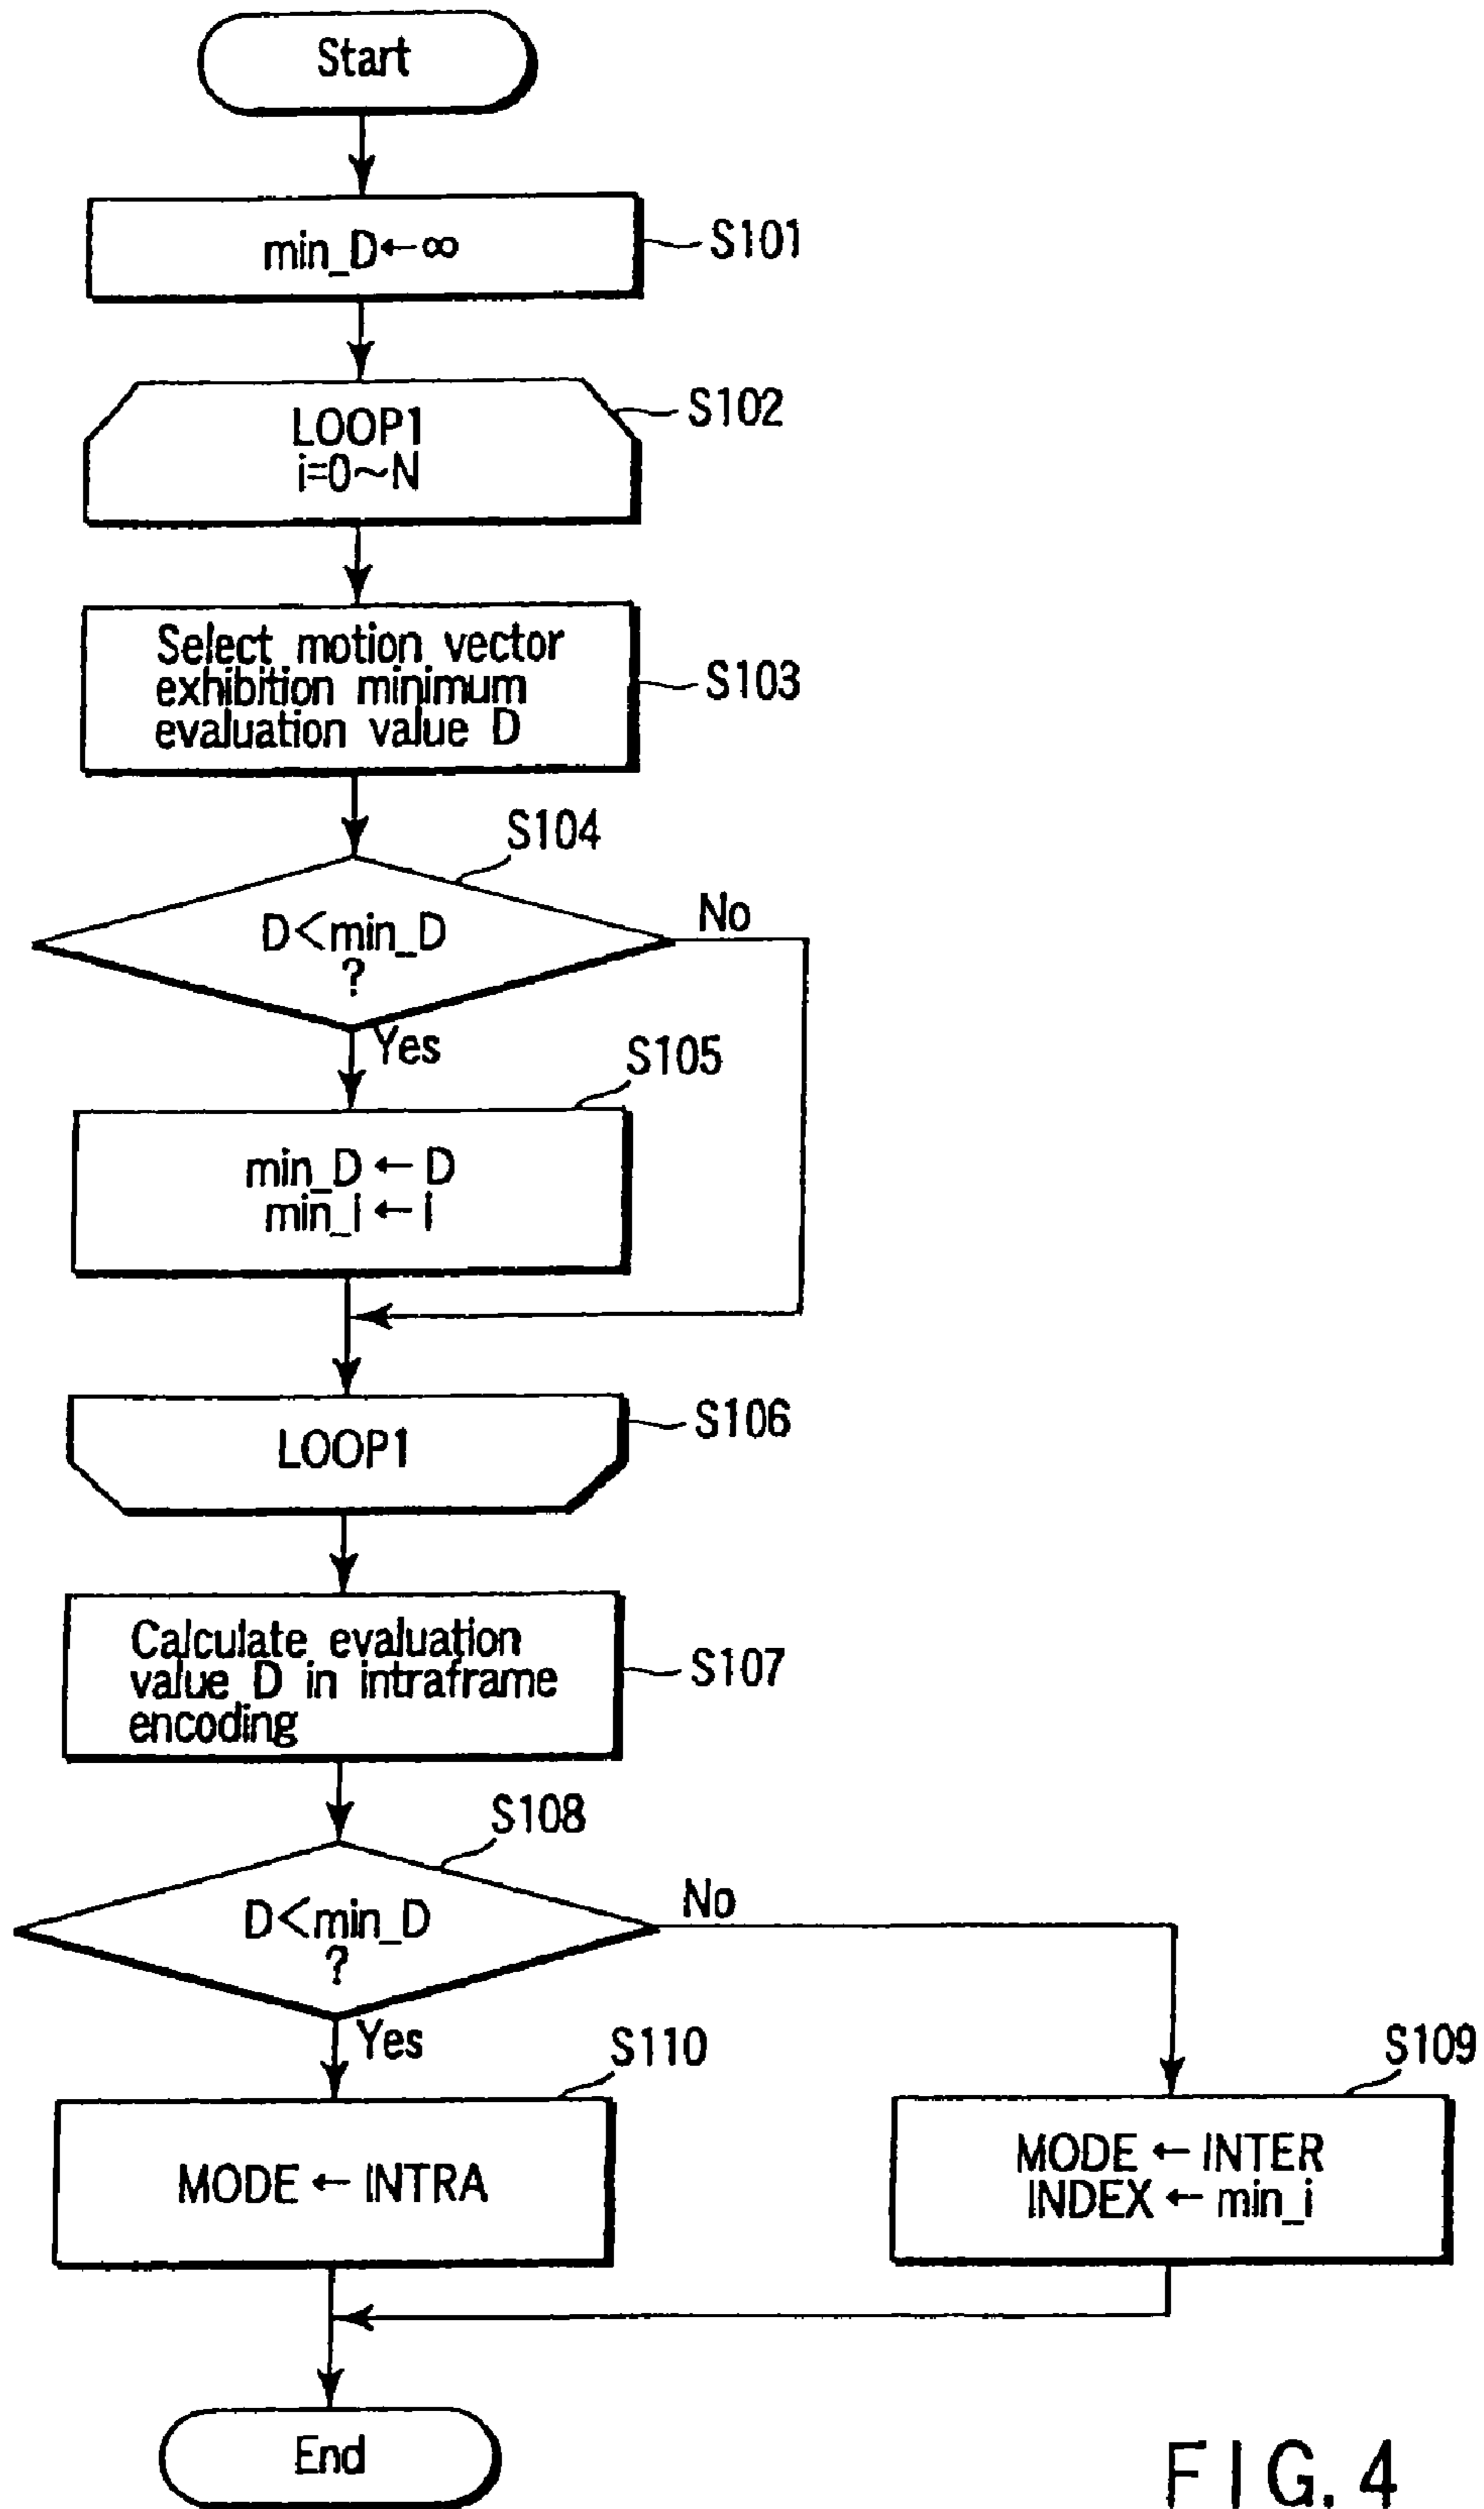 Start
min_D←∞
S101
LOOP1
i=0~N
S102
Select motion vector
exhibition minimum
evaluation value D
S103
S104
D<min_D
?
No
Yes
S105
min_D←D
min_i←i
LOOP1
S106
Calculate evaluation
value D in intraframe
encoding
S107
S108
D<min_D
?
No
Yes
S110
MODE←INTRA
S109
MODE←INTER
INDEX←min_i
End
FIG. 4